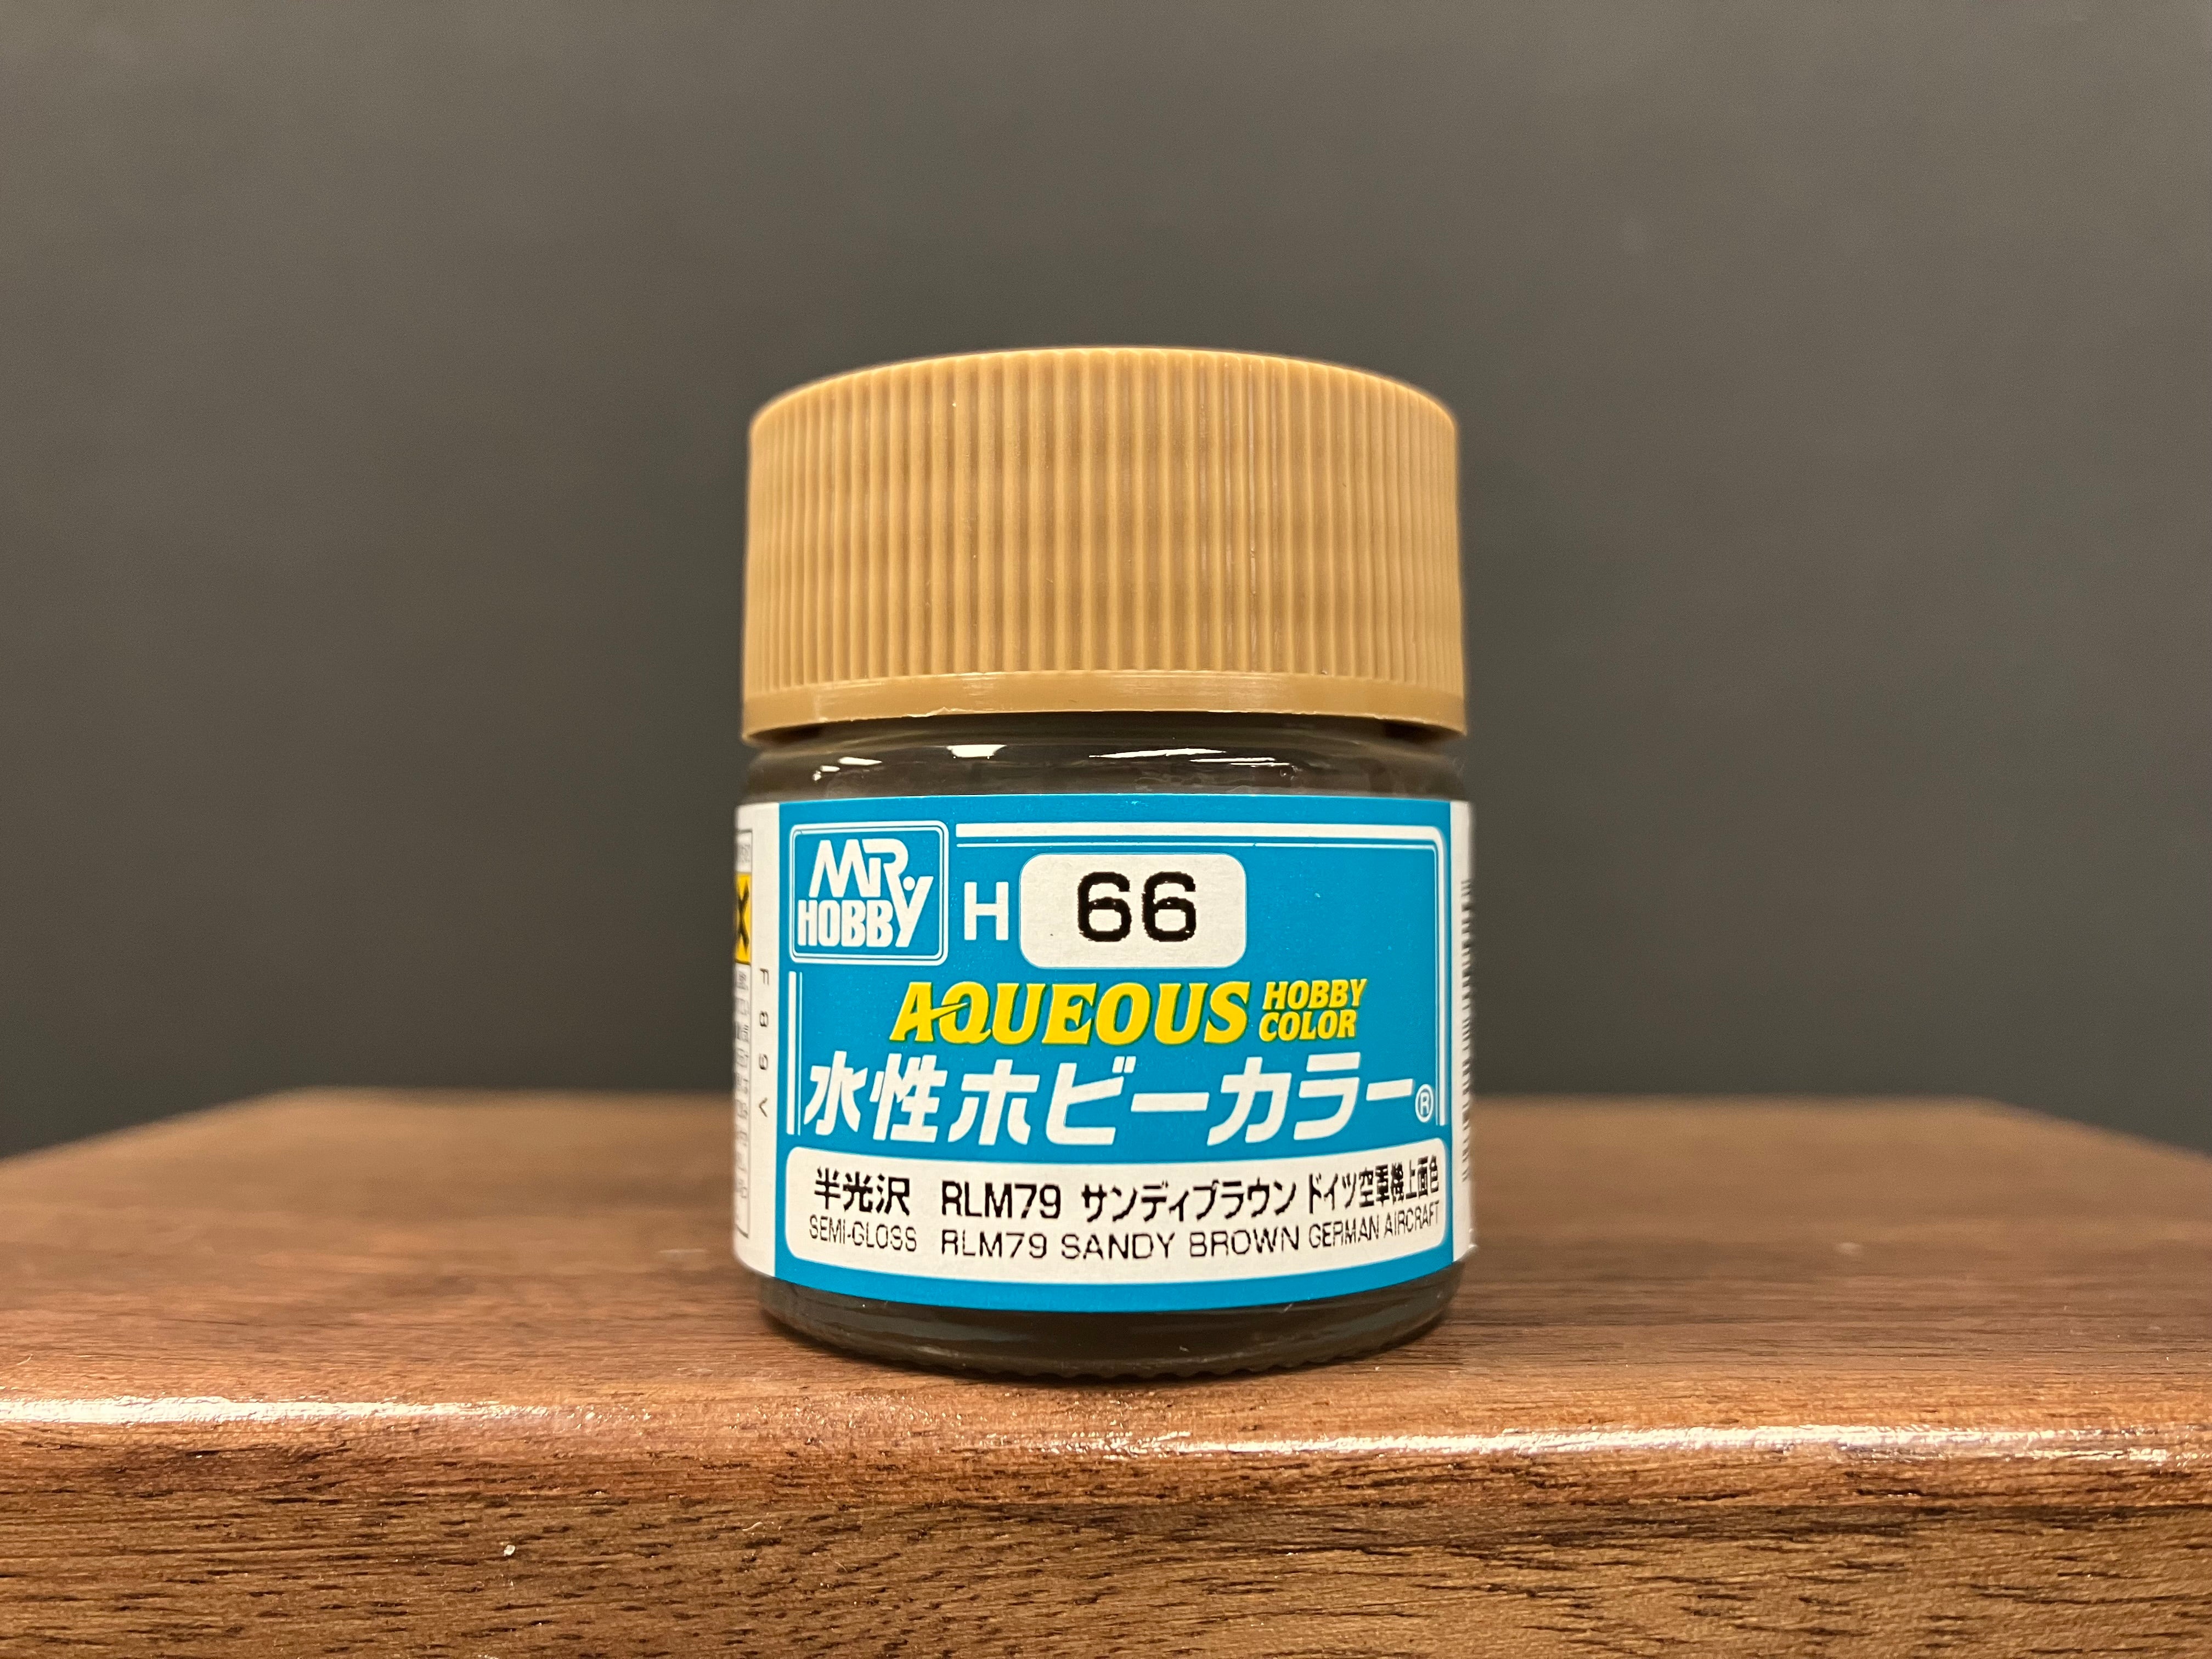 MR.
HOBBY
H 66
AQUEOUS HOBBY COLOR
水性ホビーカラー®
半光沢 RLM79 サンディブラウン ドイツ空軍機上面色
SEMI-GLOSS RLM79 SANDY BROWN GERMAN AIRCRAFT
F89V